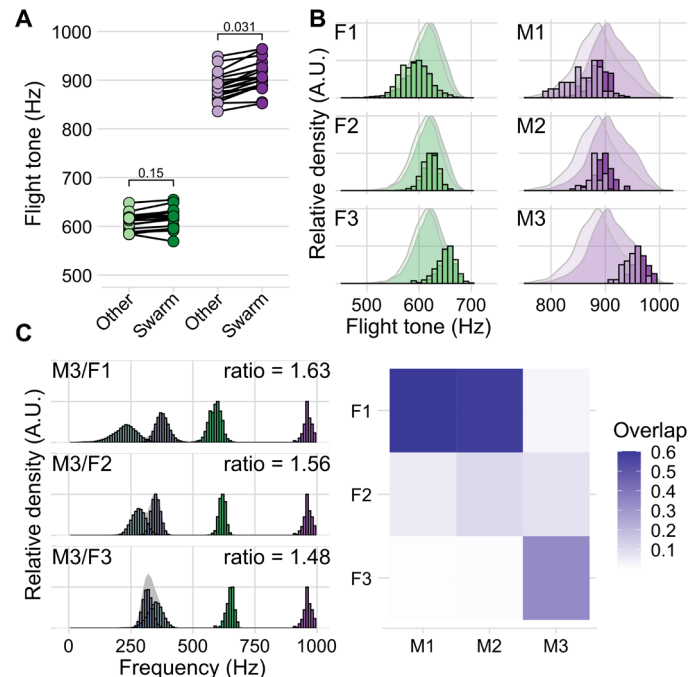 A
Flight tone (Hz)
1000
900
800
700
600
500
0.031
0.15
Other
Swarm
Other
Swarm
B
Relative density (A.U.)
F1
M1
F2
M2
F3
M3
500
600
700
800
900
1000
Flight tone (Hz)
Flight tone (Hz)
C
Relative density (A.U.)
M3/F1
ratio = 1.63
M3/F2
ratio = 1.56
M3/F3
ratio = 1.48
0
250
500
750
1000
Frequency (Hz)
F1
F2
F3
M1
M2
M3
Overlap
0.6
0.5
0.4
0.3
0.2
0.1